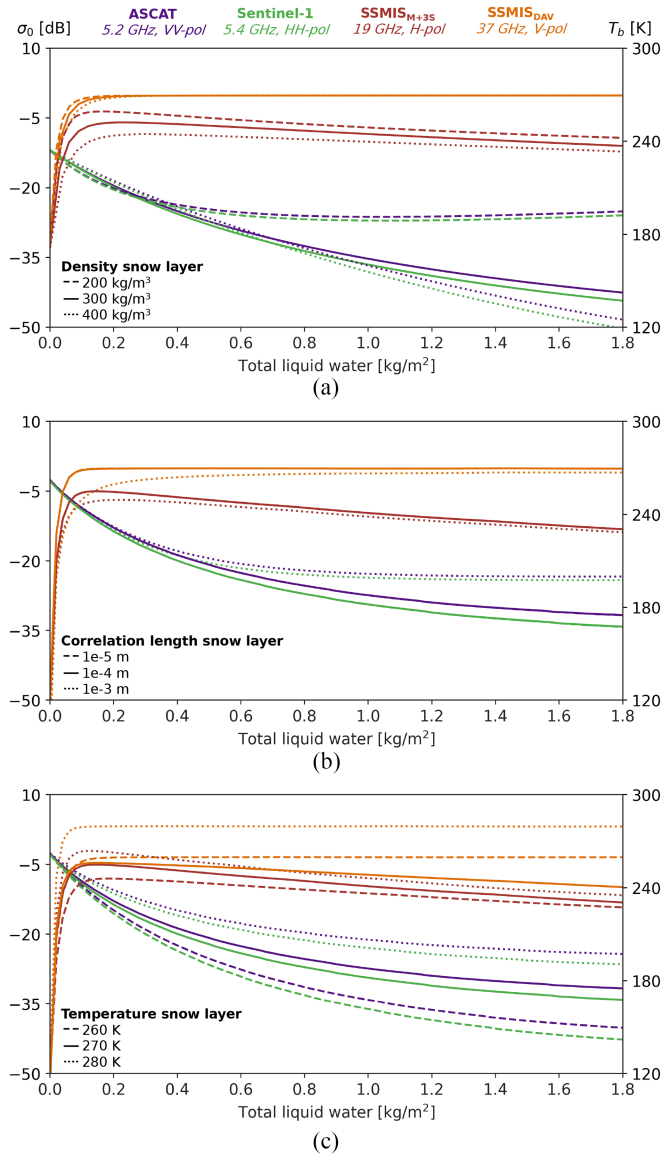 ASCAT Sentinel-1 SSMIS_M+3S SSMIS_DAV
σ₀ [dB] 5.2 GHz, VV-pol 5.4 GHz, HH-pol 19 GHz, H-pol 37 GHz, V-pol T_b [K]
10 300
−5 240
−20
−35 180
Density snow layer
200 kg/m³
300 kg/m³
400 kg/m³
−50 120
0.0 0.2 0.4 0.6 0.8 1.0 1.2 1.4 1.6 1.8
Total liquid water [kg/m²]
(a)
10 300
−5 240
−20
−35 180
Correlation length snow layer
1e-5 m
1e-4 m
1e-3 m
−50 120
0.0 0.2 0.4 0.6 0.8 1.0 1.2 1.4 1.6 1.8
Total liquid water [kg/m²]
(b)
10 300
−5 240
−20
−35 180
Temperature snow layer
260 K
270 K
280 K
−50 120
0.0 0.2 0.4 0.6 0.8 1.0 1.2 1.4 1.6 1.8
Total liquid water [kg/m²]
(c)